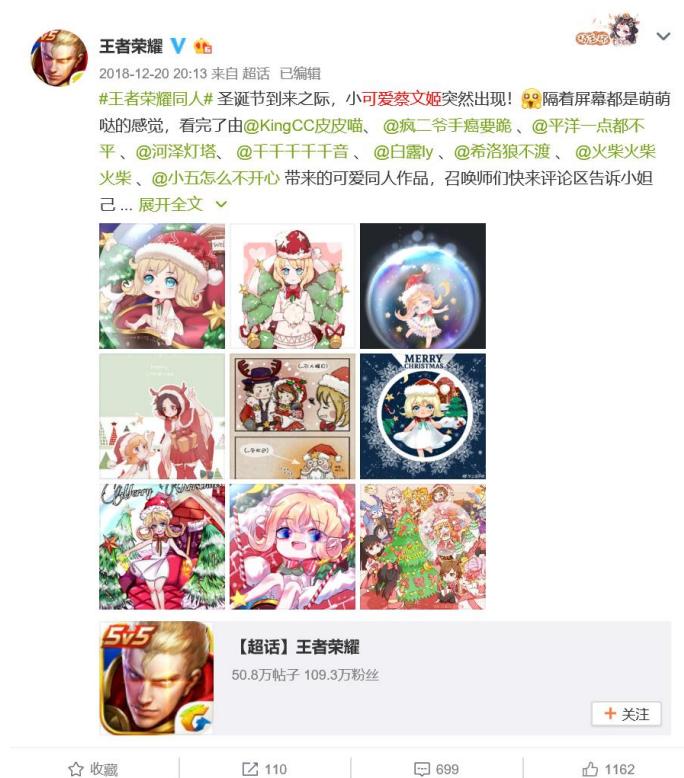 王者荣耀
2018-12-20 20:13 来自 超话 已编辑
#王者荣耀同人# 圣诞节到来之际，小可爱蔡文姬突然出现！隔着屏幕都是萌萌
哒的感觉，看完了由@KingCC皮皮喵、 @疯二爷手癌要跪 、@平洋一点都不
平 、@河泽灯塔、 @千千千千千音 、@白露ly 、@希洛狼不渡 、@火柴火柴
火柴 、@小五怎么不开心 带来的可爱同人作品，召唤师们快来评论区告诉小妲
己 ... 展开全文
MERRY
CHRISTMAS
5v5
【超话】王者荣耀
50.8万帖子 109.3万粉丝
+ 关注
收藏
110
699
1162